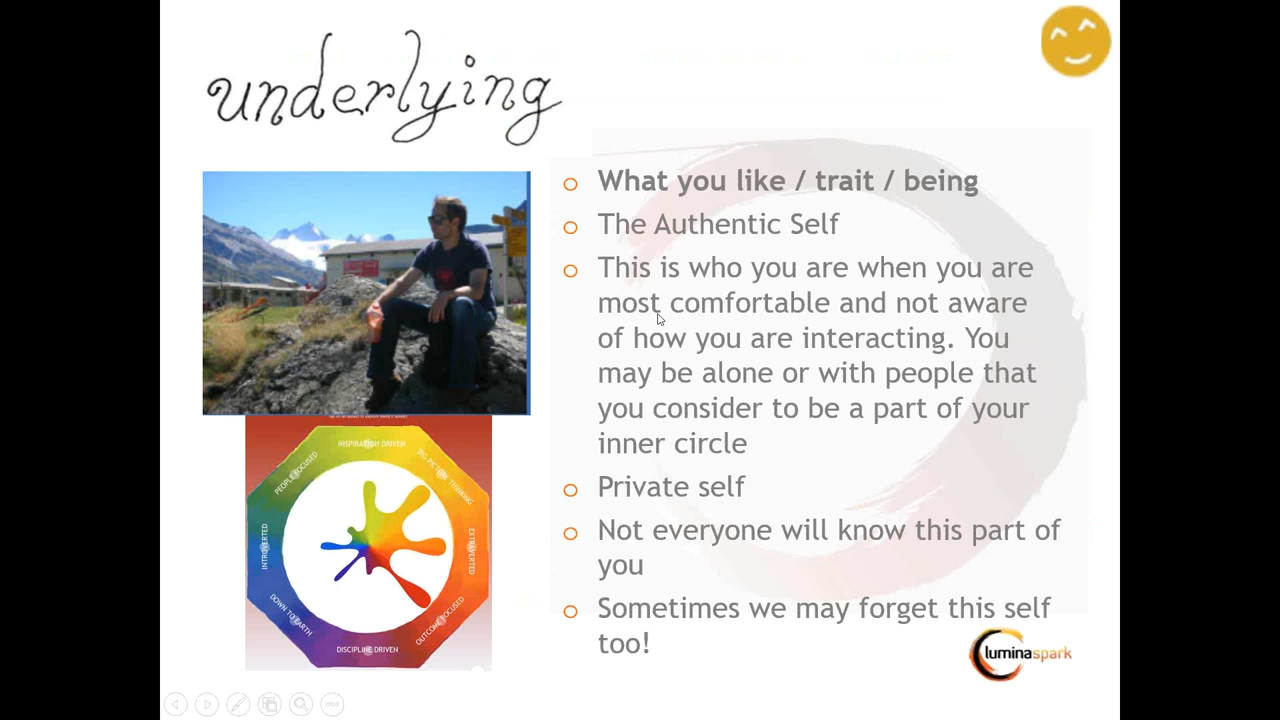 underlying
What you like / trait / being
The Authentic Self
This is who you are when you are
most comfortable and not aware
of how you are interacting. You
may be alone or with people that
you consider to be a part of your
inner circle
Private self
Not everyone will know this part of
you
Sometimes we may forget this self
too!
INSPIRATION DRIVEN
BIG PICTURE THINKING
EXTRAVERTED
OUTCOME FOCUSED
DISCIPLINE DRIVEN
DOWN TO EARTH
INTROVERTED
PEOPLE FOCUSED
luminaspark